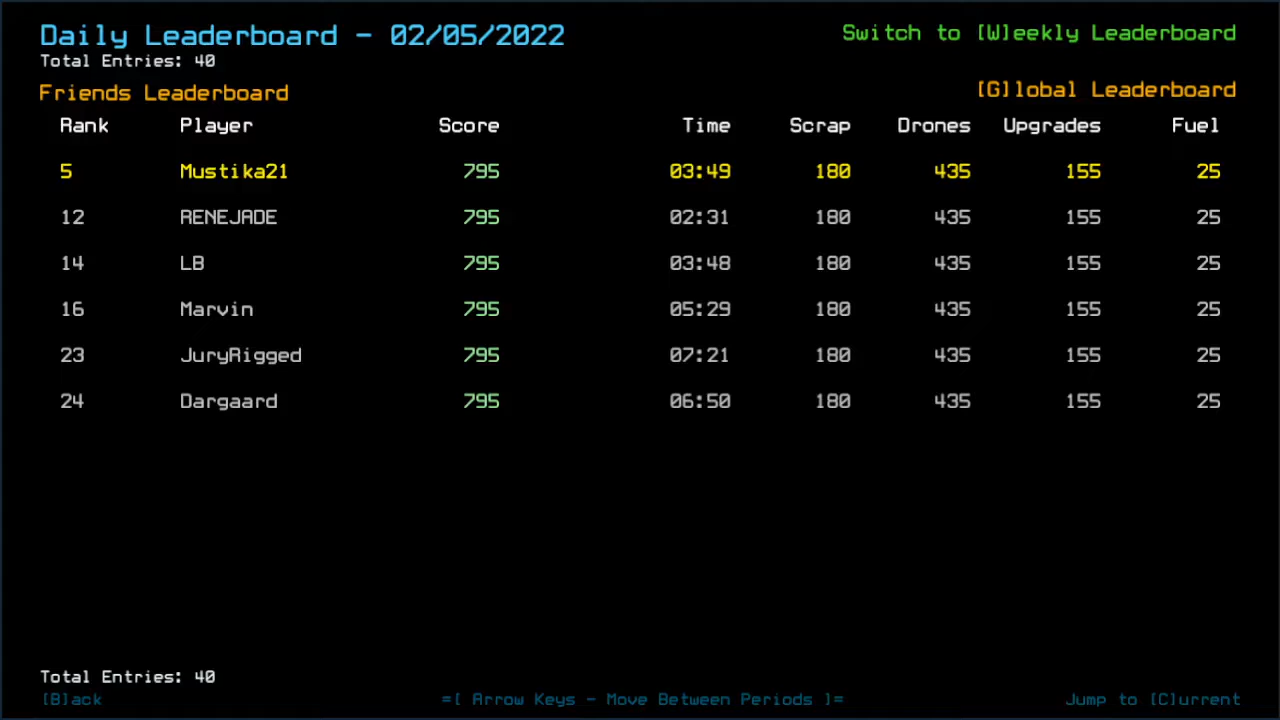 Daily Leaderboard - 02/05/2022 Switch to [W]eekly Leaderboard
Total Entries: 40
Friends Leaderboard [G]lobal Leaderboard
Rank Player Score Time Scrap Drones Upgrades Fuel
5 Mustika21 795 03:49 180 435 155 25
12 RENEJADE 795 02:31 180 435 155 25
14 LB 795 03:48 180 435 155 25
16 Marvin 795 05:29 180 435 155 25
23 JuryRigged 795 07:21 180 435 155 25
24 Dargaard 795 06:50 180 435 155 25
Total Entries: 40
[B]ack =[ Arrow Keys - Move Between Periods ]= Jump to [C]urrent